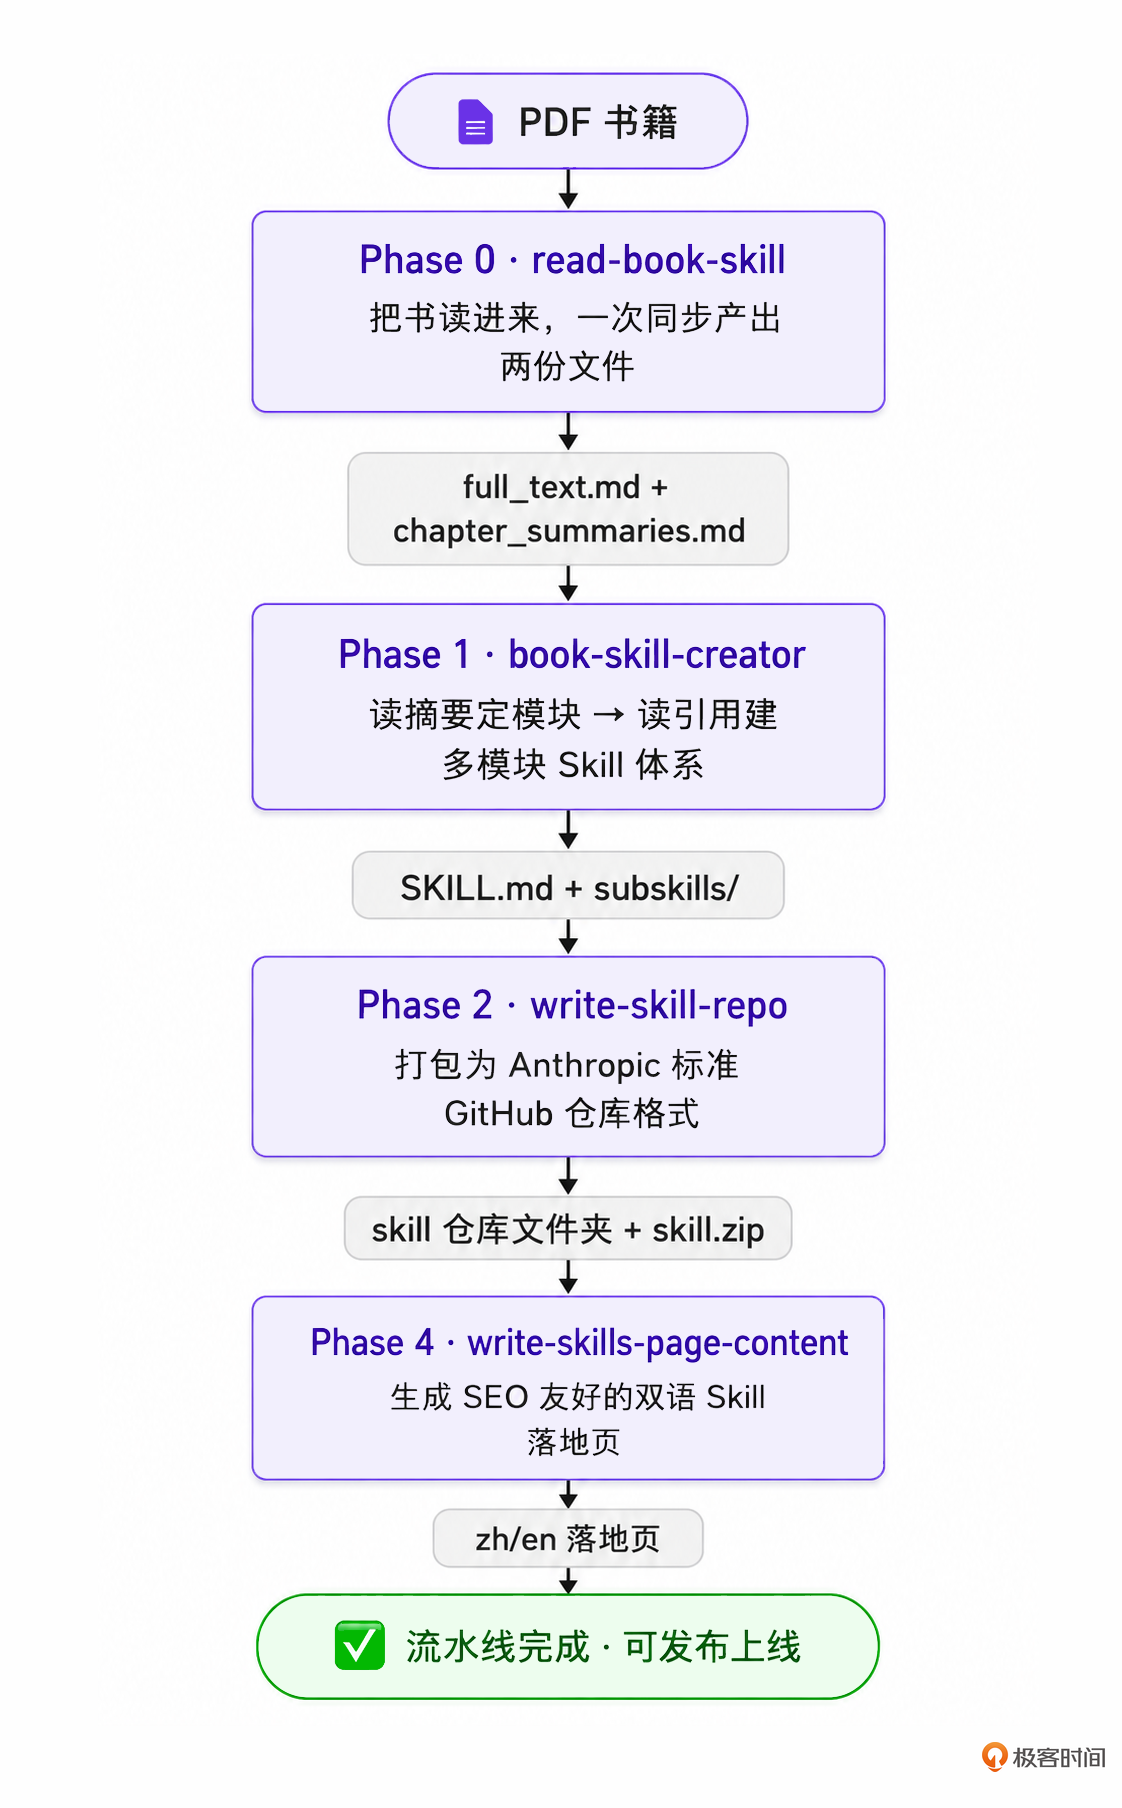 PDF 书籍
Phase 0 · read-book-skill
把书读进来，一次同步产出
两份文件
full_text.md +
chapter_summaries.md
Phase 1 · book-skill-creator
读摘要定模块 → 读引用建
多模块 Skill 体系
SKILL.md + subskills/
Phase 2 · write-skill-repo
打包为 Anthropic 标准
GitHub 仓库格式
skill 仓库文件夹 + skill.zip
Phase 4 · write-skills-page-content
生成 SEO 友好的双语 Skill
落地页
zh/en 落地页
流水线完成 · 可发布上线
极客时间